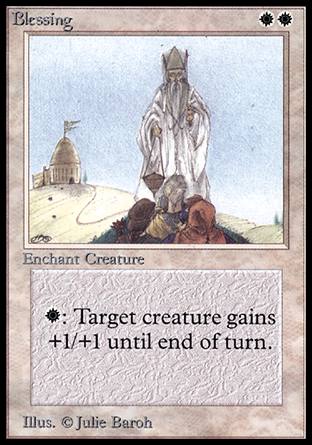 Blessing
Enchant Creature
: Target creature gains
+1/+1 until end of turn.
Illus. © Julie Baroh